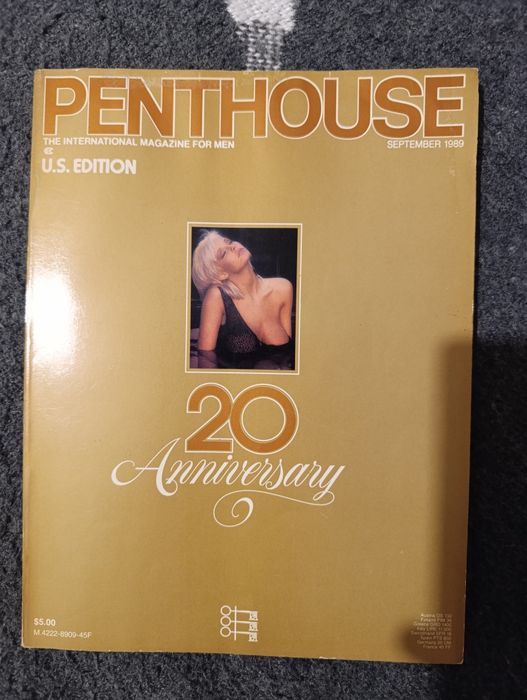 PENTHOUSE
THE INTERNATIONAL MAGAZINE FOR MEN
SEPTEMBER 1989
U.S. EDITION
20
Anniversary
$5.00
M.4222-8909-45F